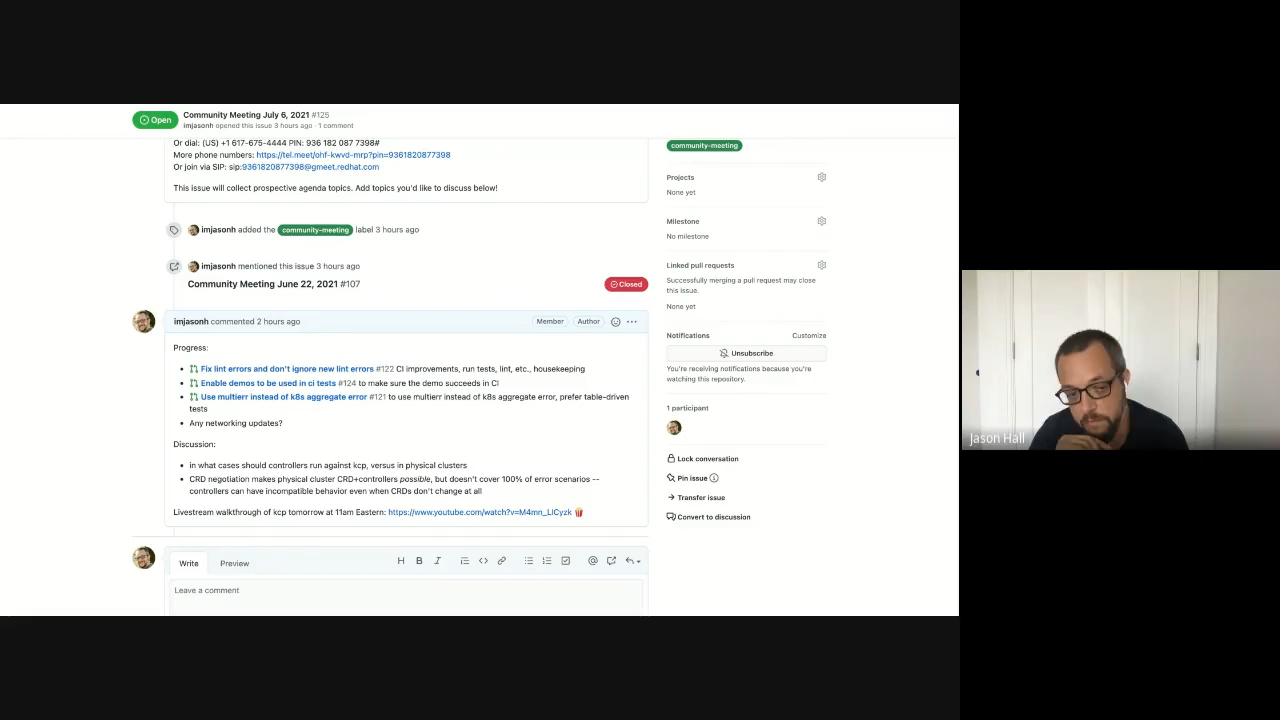 Open
Community Meeting July 6, 2021 #125
imjasonh opened this issue 3 hours ago · 1 comment
Or dial: (US) +1 617-675-4444 PIN: 936 182 087 7398#
More phone numbers: https://tel.meet/ohf-kwvd-mrp?pin=9361820877398
Or join via SIP: sip:9361820877398@gmeet.redhat.com
This issue will collect prospective agenda topics. Add topics you'd like to discuss below!
imjasonh added the community-meeting label 3 hours ago
imjasonh mentioned this issue 3 hours ago
Community Meeting June 22, 2021 #107
Closed
imjasonh commented 2 hours ago
Member
Author
Progress:
Fix lint errors and don't ignore new lint errors #122 CI improvements, run tests, lint, etc., housekeeping
Enable demos to be used in ci tests #124 to make sure the demo succeeds in CI
Use multierr instead of k8s aggregate error #121 to use multierr instead of k8s aggregate error, prefer table-driven
tests
Any networking updates?
Discussion:
in what cases should controllers run against kcp, versus in physical clusters
CRD negotiation makes physical cluster CRD+controllers possible, but doesn't cover 100% of error scenarios --
controllers can have incompatible behavior even when CRDs don't change at all
Livestream walkthrough of kcp tomorrow at 11am Eastern: https://www.youtube.com/watch?v=M4mn_LlCyzk
Write
Preview
Leave a comment
community-meeting
Projects
None yet
Milestone
No milestone
Linked pull requests
Successfully merging a pull request may close
this issue.
None yet
Notifications
Customize
Unsubscribe
You're receiving notifications because you're
watching this repository.
1 participant
Lock conversation
Pin issue
Transfer issue
Convert to discussion
Jason Hall